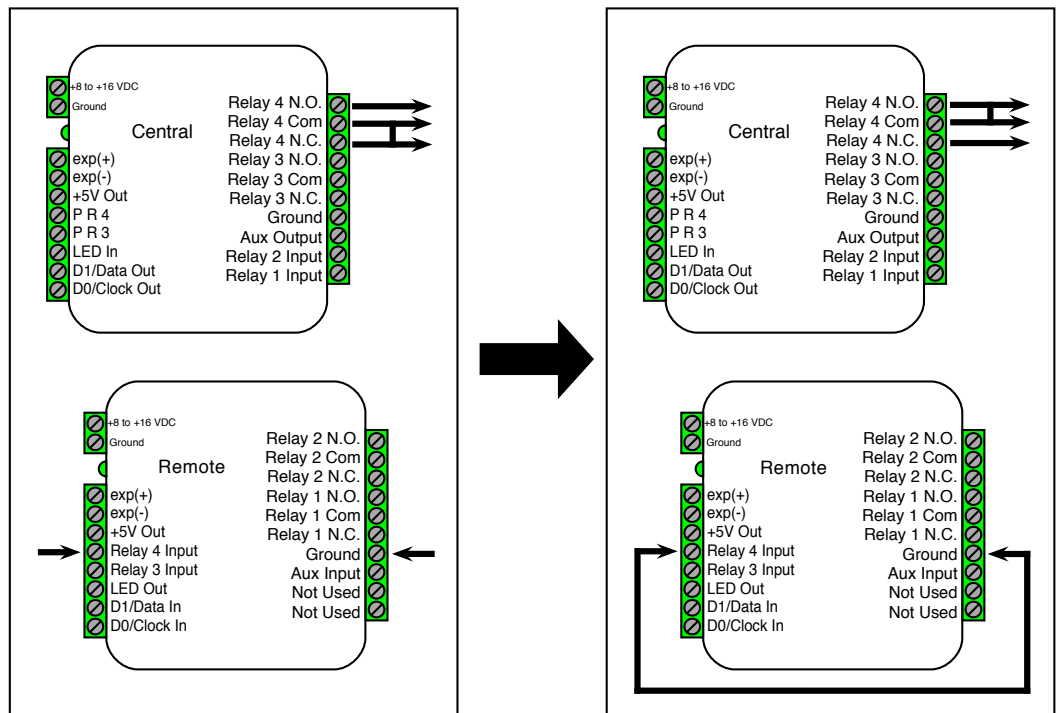 +8 to +16 VDC
Ground
Central
exp(+)
exp(-)
+5V Out
P R 4
P R 3
LED In
D1/Data Out
D0/Clock Out
Relay 4 N.O.
Relay 4 Com
Relay 4 N.C.
Relay 3 N.O.
Relay 3 Com
Relay 3 N.C.
Ground
Aux Output
Relay 2 Input
Relay 1 Input
+8 to +16 VDC
Ground
Remote
exp(+)
exp(-)
+5V Out
Relay 4 Input
Relay 3 Input
LED Out
D1/Data In
D0/Clock In
Relay 2 N.O.
Relay 2 Com
Relay 2 N.C.
Relay 1 N.O.
Relay 1 Com
Relay 1 N.C.
Ground
Aux Input
Not Used
Not Used
+8 to +16 VDC
Ground
Central
exp(+)
exp(-)
+5V Out
P R 4
P R 3
LED In
D1/Data Out
D0/Clock Out
Relay 4 N.O.
Relay 4 Com
Relay 4 N.C.
Relay 3 N.O.
Relay 3 Com
Relay 3 N.C.
Ground
Aux Output
Relay 2 Input
Relay 1 Input
+8 to +16 VDC
Ground
Remote
exp(+)
exp(-)
+5V Out
Relay 4 Input
Relay 3 Input
LED Out
D1/Data In
D0/Clock In
Relay 2 N.O.
Relay 2 Com
Relay 2 N.C.
Relay 1 N.O.
Relay 1 Com
Relay 1 N.C.
Ground
Aux Input
Not Used
Not Used